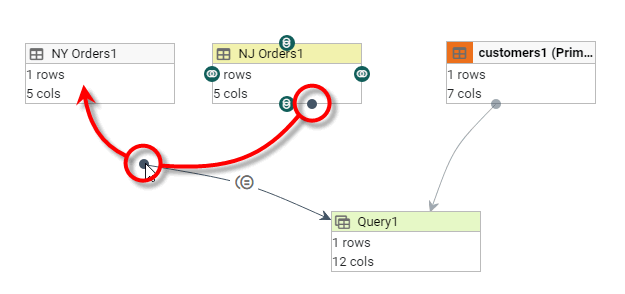 NY Orders1
1 rows
5 cols
NJ Orders1
rows
5 cols
customers1 (Prim...
1 rows
7 cols
Query1
1 rows
12 cols